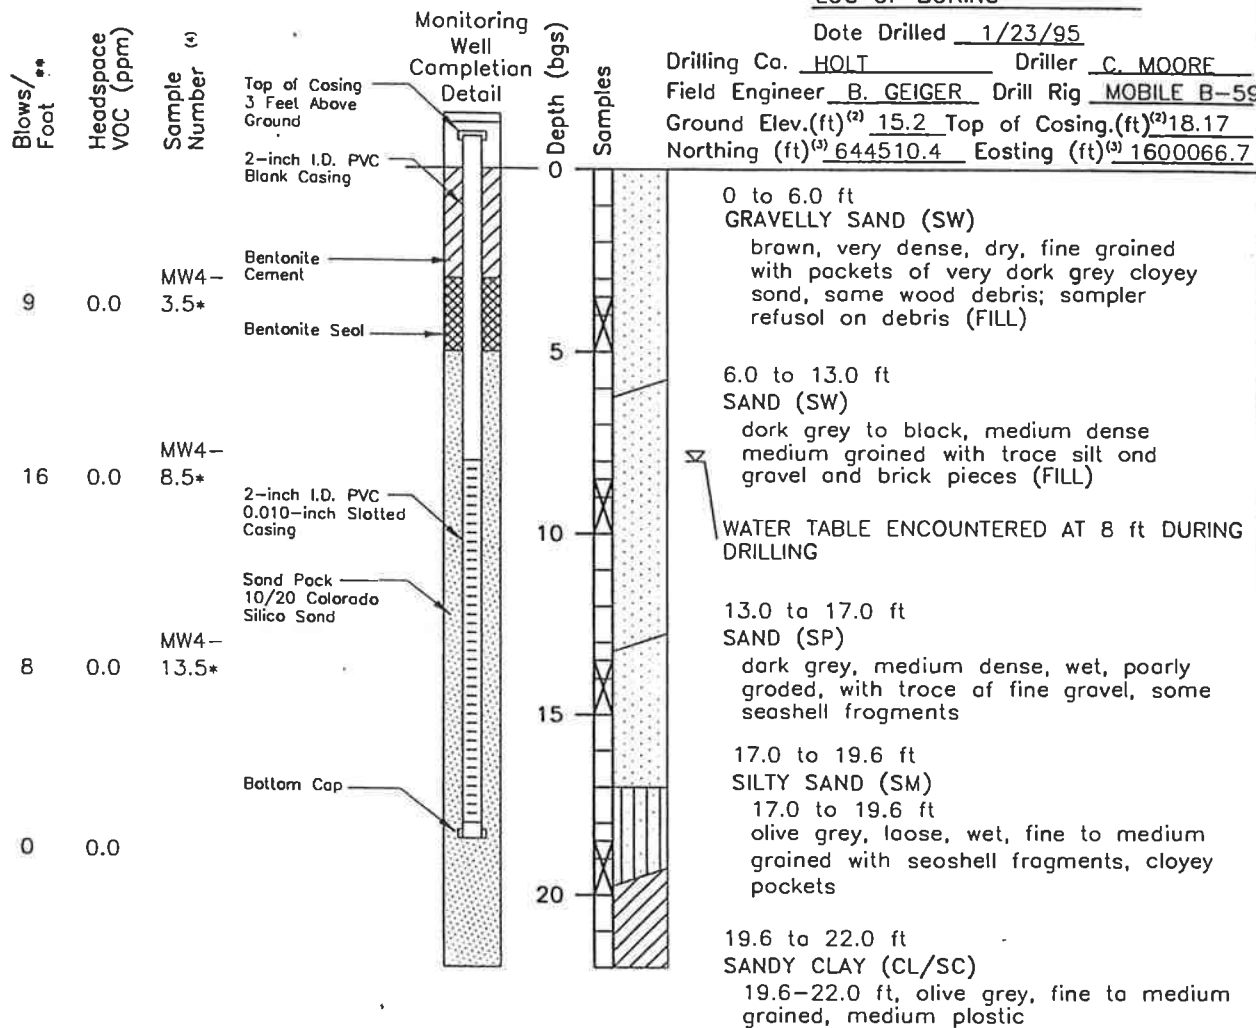 LOG OF BORING
Dote Drilled 1/23/95
Drilling Co. HOLT Driller C. MOORE
Field Engineer B. GEIGER Drill Rig MOBILE B-59
Ground Elev.(ft)(2) 15.2 Top of Cosing.(ft)(2) 18.17
Northing (ft)(3) 644510.4 Eosting (ft)(3) 1600066.7
Blows/**
Foot
Headspace
VOC (ppm)
Sample (4)
Number
Monitoring
Well
Completion
Detail
Depth (bgs)
Samples
Top of Cosing
3 Feet Above
Ground
2-inch I.D. PVC
Blank Casing
Bentonite
Cement
Bentonite Seol
2-inch I.D. PVC
0.010-inch Slotted
Casing
Sond Pock
10/20 Colorado
Silico Sond
Bottom Cap
9 0.0 MW4-
3.5*
16 0.0 MW4-
8.5*
8 0.0 MW4-
13.5*
0 0.0
0
5
10
15
20
0 to 6.0 ft
GRAVELLY SAND (SW)
brown, very dense, dry, fine groined
with pockets of very dork grey cloyey
sond, some wood debris; sampler
refusol on debris (FILL)
6.0 to 13.0 ft
SAND (SW)
dork grey to block, medium dense
medium groined with troce silt ond
gravel and brick pieces (FILL)
WATER TABLE ENCOUNTERED AT 8 ft DURING
DRILLING
13.0 to 17.0 ft
SAND (SP)
dark grey, medium dense, wet, poorly
groded, with troce of fine gravel, some
seashell frogments
17.0 to 19.6 ft
SILTY SAND (SM)
17.0 to 19.6 ft
olive grey, loose, wet, fine to medium
grained with seoshell fragments, cloyey
pockets
19.6 to 22.0 ft
SANDY CLAY (CL/SC)
19.6-22.0 ft, olive grey, fine to medium
grained, medium plostic